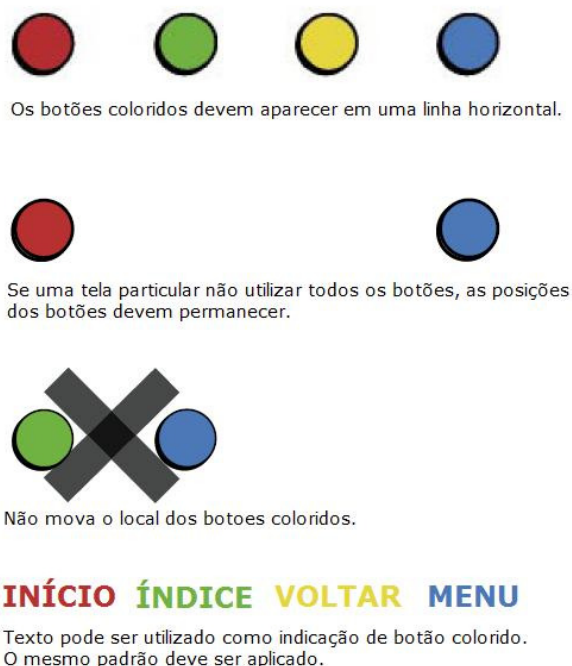 Os botões coloridos devem aparecer em uma linha horizontal.
Se uma tela particular não utilizar todos os botões, as posições
dos botões devem permanecer.
Não mova o local dos botoes coloridos.
INÍCIO ÍNDICE VOLTAR MENU
Texto pode ser utilizado como indicação de botão colorido.
O mesmo padrão deve ser aplicado.